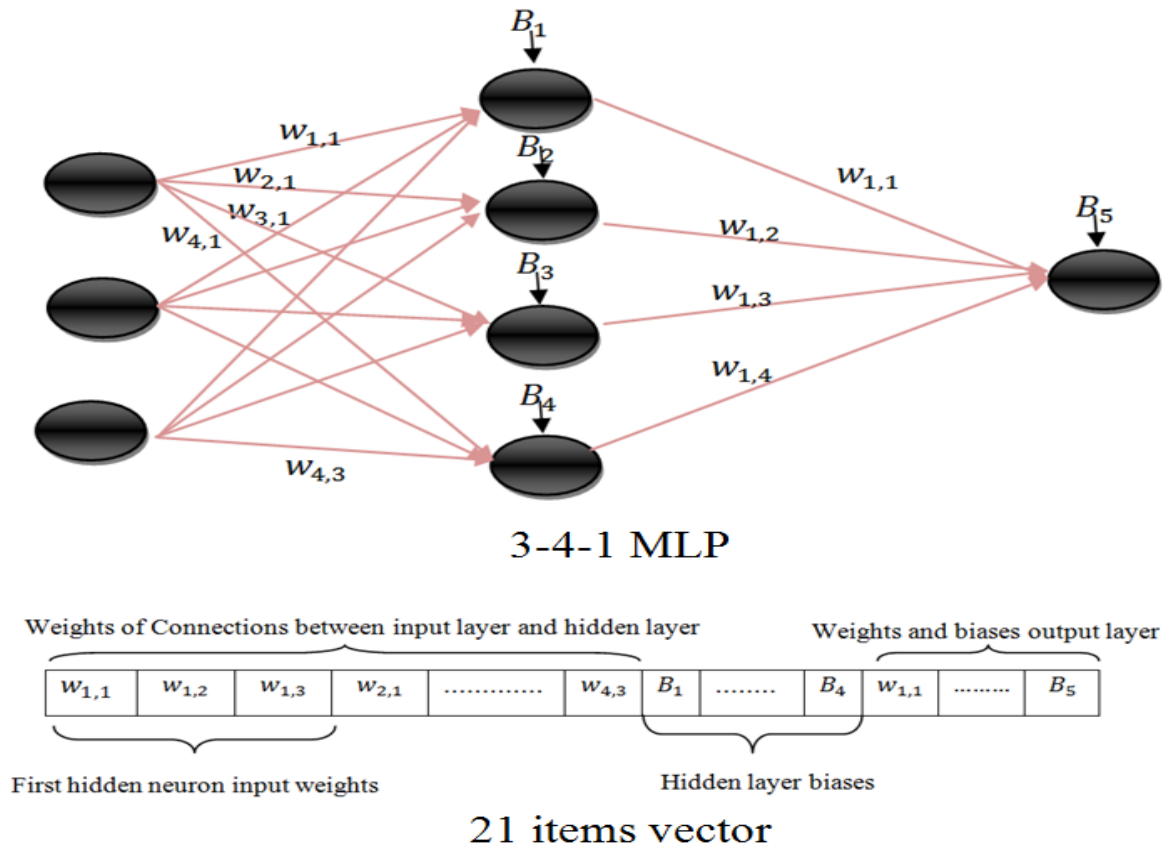 B₁
w₁,₁
B₂
w₂,₁
w₁,₁
w₃,₁
B₅
w₄,₁
w₁,₂
B₃
w₁,₃
w₁,₄
B₄
w₄,₃
3-4-1 MLP
Weights of Connections between input layer and hidden layer
Weights and biases output layer
w₁,₁ w₁,₂ w₁,₃ w₂,₁ ............. w₄,₃ B₁ ........ B₄ w₁,₁ ......... B₅
First hidden neuron input weights
Hidden layer biases
21 items vector